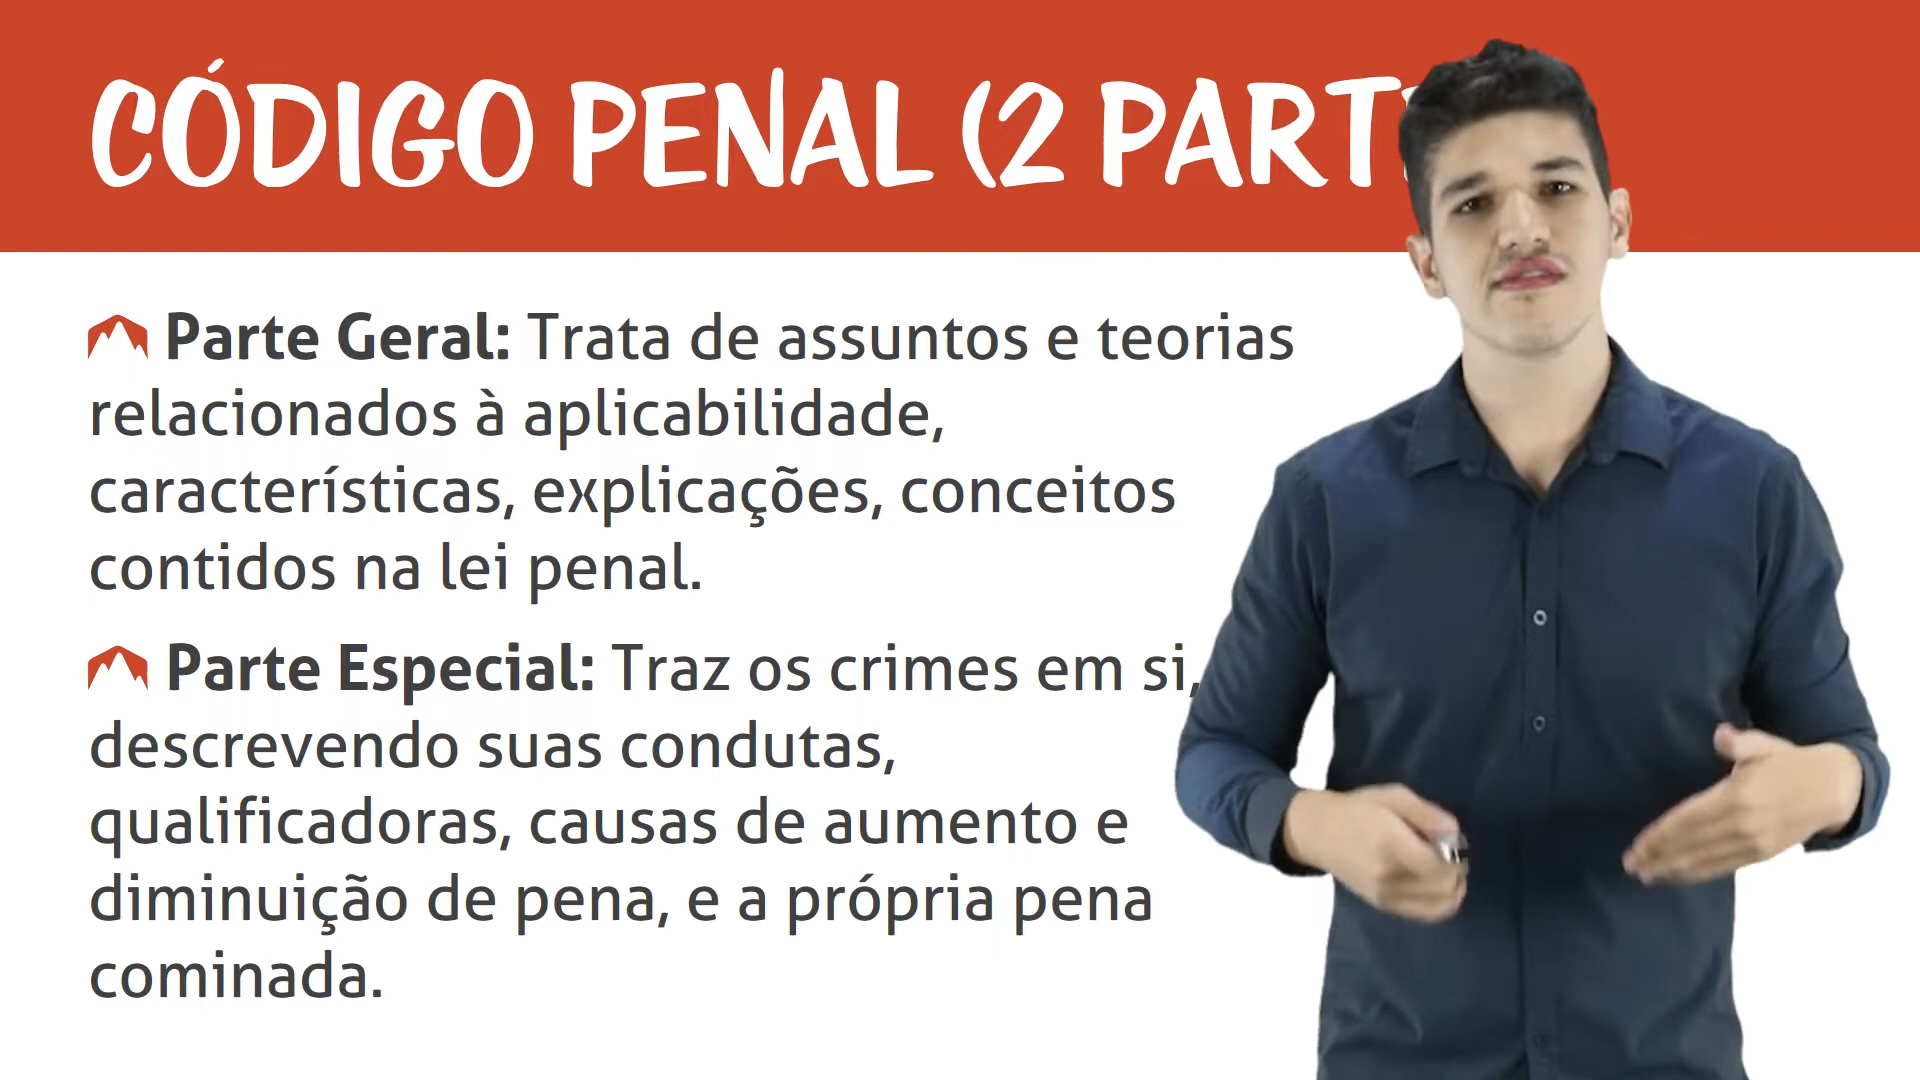 CÓDIGO PENAL (2
Parte Geral: Trata de assuntos e teorias
relacionados à aplicabilidade,
características, explicações, conceitos
contidos na lei penal.
Parte Especial: Traz os crimes em si,
descrevendo suas condutas,
qualificadoras, causas de aumento e
diminuição de pena, e a própria pena
cominada.